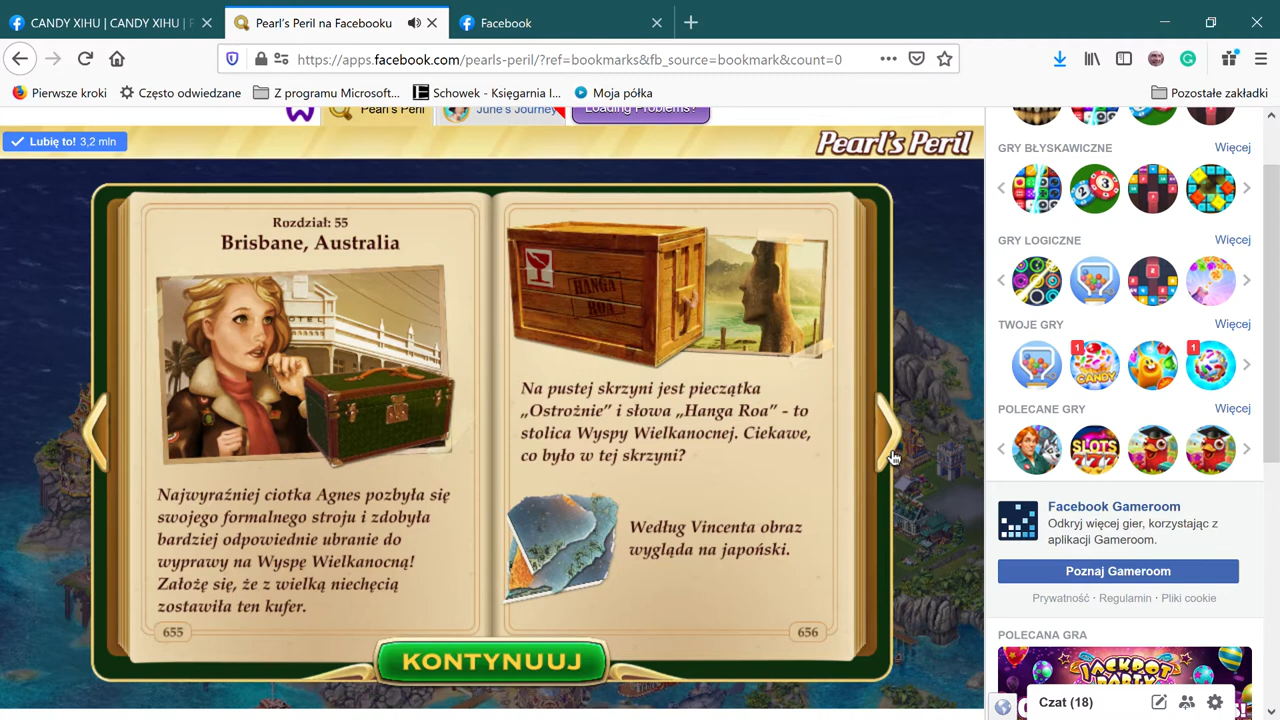 CANDY XIHU | CANDY XIHU |
Pearl's Peril na Facebooku
Facebook
https://apps.facebook.com/pearls-peril/?ref=bookmarks&fb_source=bookmark&count=0
Pierwsze kroki
Często odwiedzane
Z programu Microsoft...
Schowek - Księgarnia I...
Moja półka
Pozostałe zakładki
Pearl's Peril
June's Journey
Loading Problems?
Lubię to! 3,2 mln
Pearl's Peril
Rozdział: 55
Brisbane, Australia
HOTEL
Najwyraźniej ciotka Agnes pozbyła się
swojego formalnego stroju i zdobyła
bardziej odpowiednie ubranie do
wyprawy na Wyspę Wielkanocną!
Założę się, że z wielką niechęcią
zostawiła ten kufer.
655
HANGA
ROA
Na pustej skrzyni jest pieczątka
„Ostrożnie” i słowa „Hanga Roa” - to
stolica Wyspy Wielkanocnej. Ciekawe,
co było w tej skrzyni?
Według Vincenta obraz
wygląda na japoński.
656
KONTYNUUJ
GRY BŁYSKAWICZNE
Więcej
GRY LOGICZNE
Więcej
TWOJE GRY
Więcej
1
CANDY
1
POLECANE GRY
Więcej
SLOTS
Facebook Gameroom
Odkryj więcej gier, korzystając z
aplikacji Gameroom.
Poznaj Gameroom
Prywatność · Regulamin · Pliki cookie
POLECANA GRA
JACKPOT
PARTY
Czat (18)